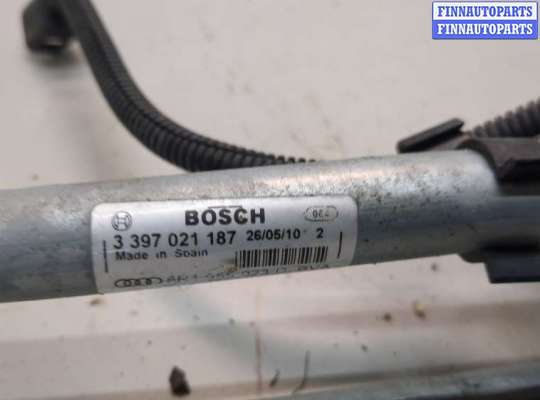 FINNAUTOPARTS
FINNAUTOPARTS
BOSCH
3 397 021 187 26/05/10 2
Made in Spain